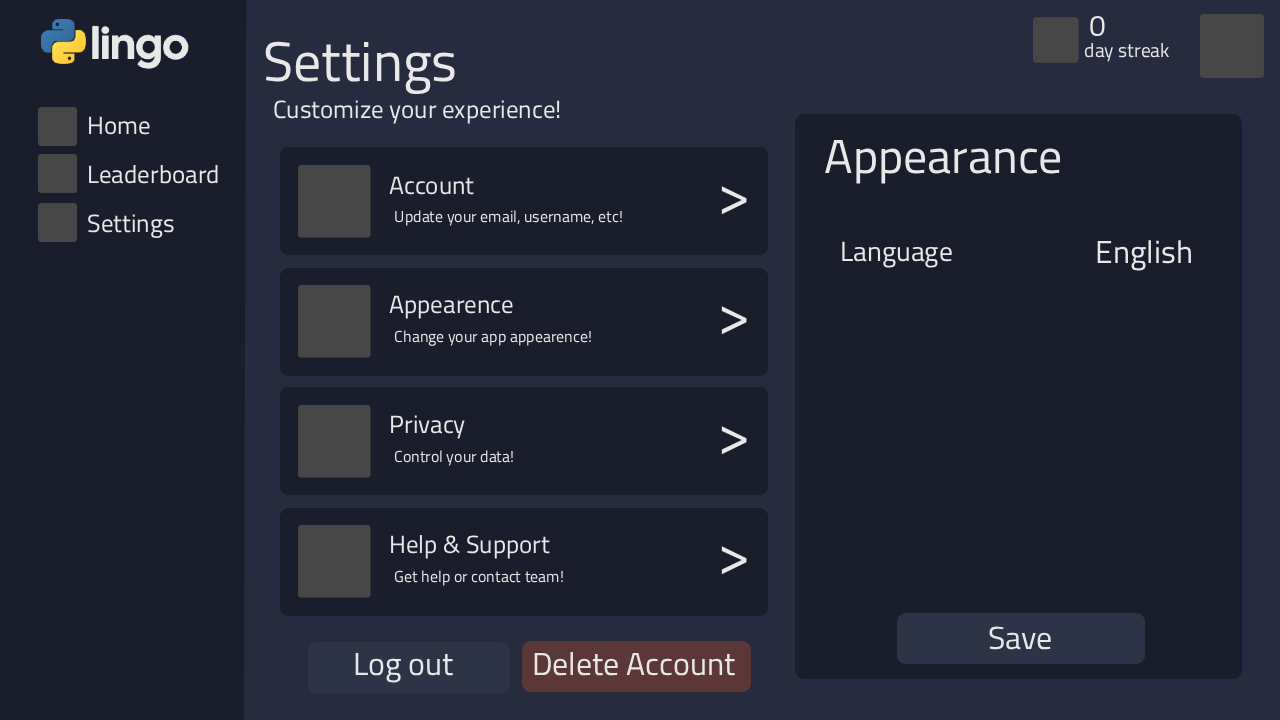 lingo
Home
Leaderboard
Settings
Settings
Customize your experience!
0
day streak
Account
Update your email, username, etc!
>
Appearence
Change your app appearence!
>
Privacy
Control your data!
>
Help & Support
Get help or contact team!
>
Log out
Delete Account
Appearance
Language
English
Save